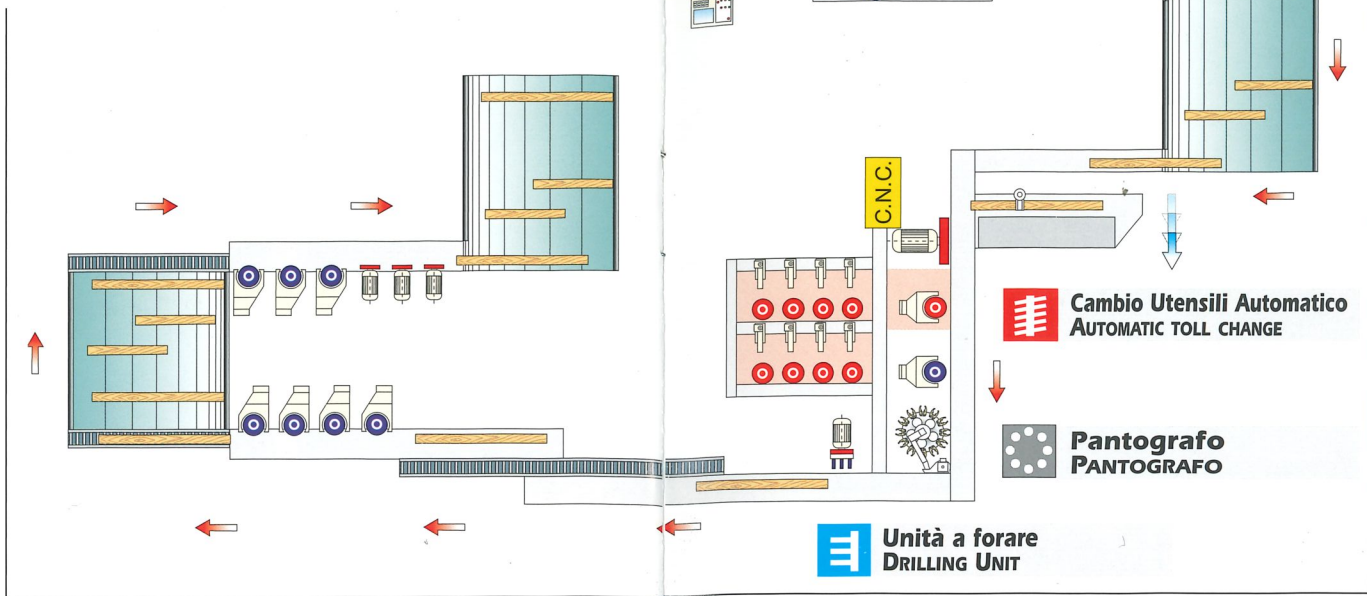 C.N.C.
Cambio Utensili Automatico
AUTOMATIC TOLL CHANGE
Pantografo
PANTOGRAFO
Unità a forare
DRILLING UNIT